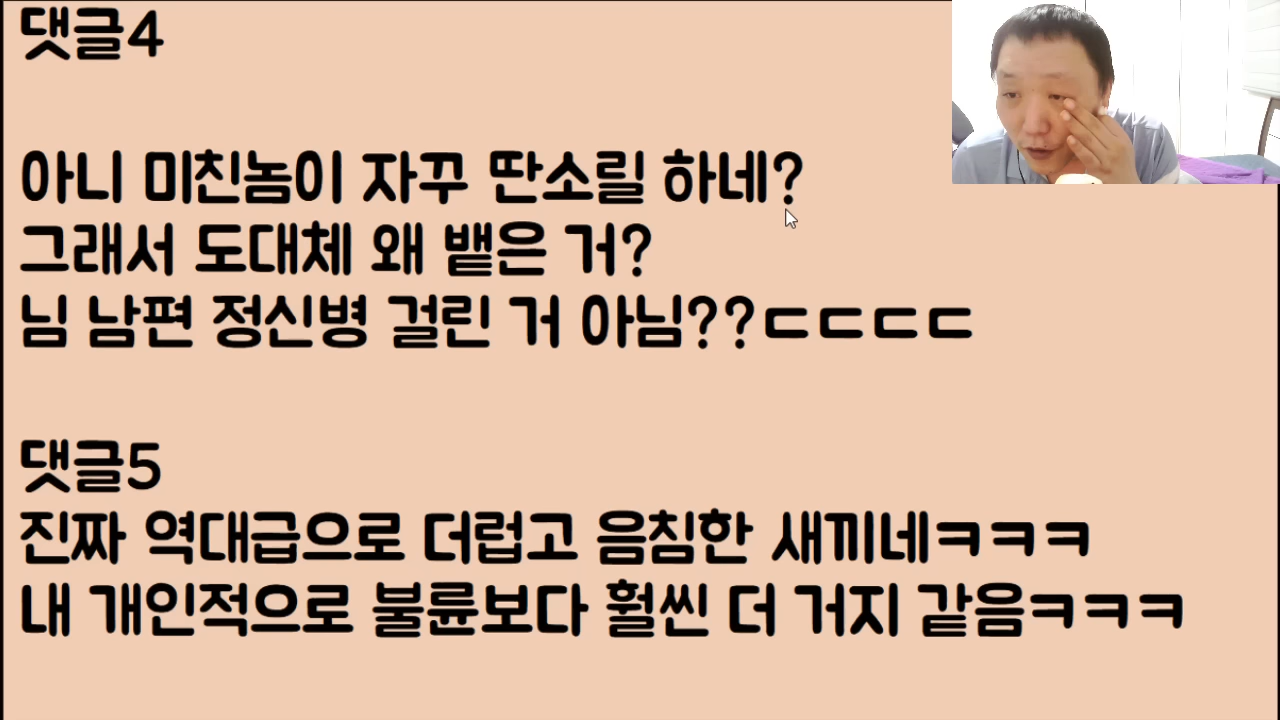 댓글4
아니 미친놈이 자꾸 딴소릴 하네?
그래서 도대체 왜 뱉은 거?
님 남편 정신병 걸린 거 아님??ㄷㄷㄷㄷ
댓글5
진짜 역대급으로 더럽고 음침한 새끼네ㅋㅋㅋ
내 개인적으로 불륜보다 훨씬 더 거지 같음ㅋㅋㅋ